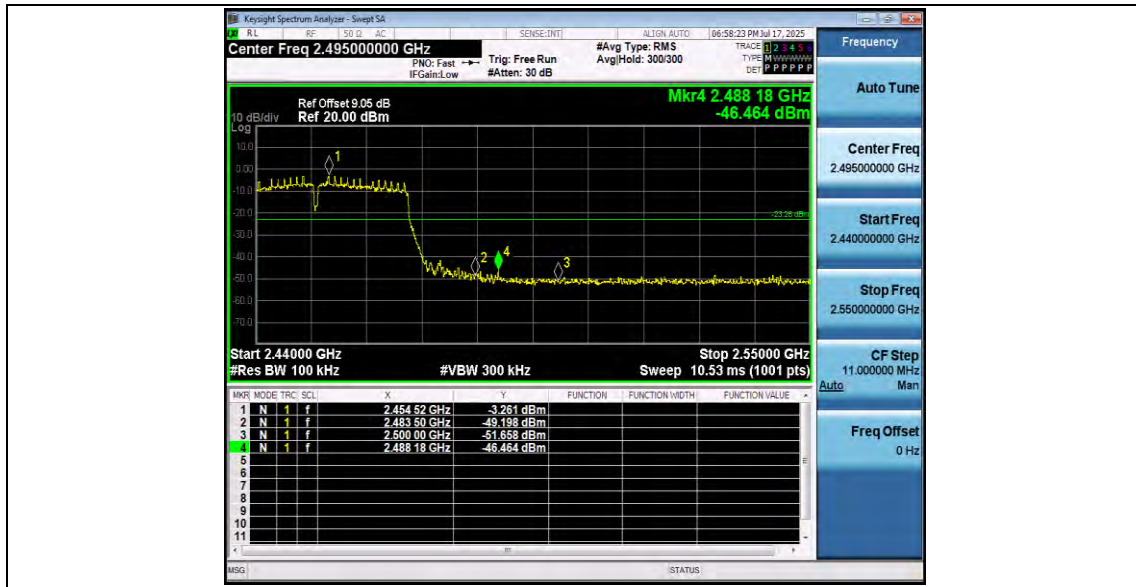 Keysight Spectrum Analyzer - Swept SA
RL RF 50 Ω AC SENSE:INT ALIGN AUTO 06:58:23 PM Jul 17, 2025
Center Freq 2.495000000 GHz
PNO: Fast
IFGain:Low
Trig: Free Run
#Atten: 30 dB
#Avg Type: RMS
Avg|Hold: 300/300
TRACE 1 2 3 4 5 6
TYPE M W W W W W
DET P P P P P P
Frequency
Auto Tune
Center Freq
2.495000000 GHz
Start Freq
2.440000000 GHz
Stop Freq
2.550000000 GHz
CF Step
11.000000 MHz
Auto Man
Freq Offset
0 Hz
Mkr4 2.488 18 GHz
-46.464 dBm
Ref Offset 9.05 dB
10 dB/div Ref 20.00 dBm
Log
10.0
0.00
-10.0
-20.0
-30.0
-40.0
-50.0
-60.0
-70.0
1
2
4
3
-23.26 dBm
Start 2.44000 GHz Stop 2.55000 GHz
#Res BW 100 kHz #VBW 300 kHz Sweep 10.53 ms (1001 pts)
MKR MODE TRC SCL X Y FUNCTION FUNCTION WIDTH FUNCTION VALUE
1 N 1 f 2.454 52 GHz -3.261 dBm
2 N 1 f 2.483 50 GHz -49.198 dBm
3 N 1 f 2.500 00 GHz -51.658 dBm
4 N 1 f 2.488 18 GHz -46.464 dBm
5
6
7
8
9
10
11
MSG STATUS